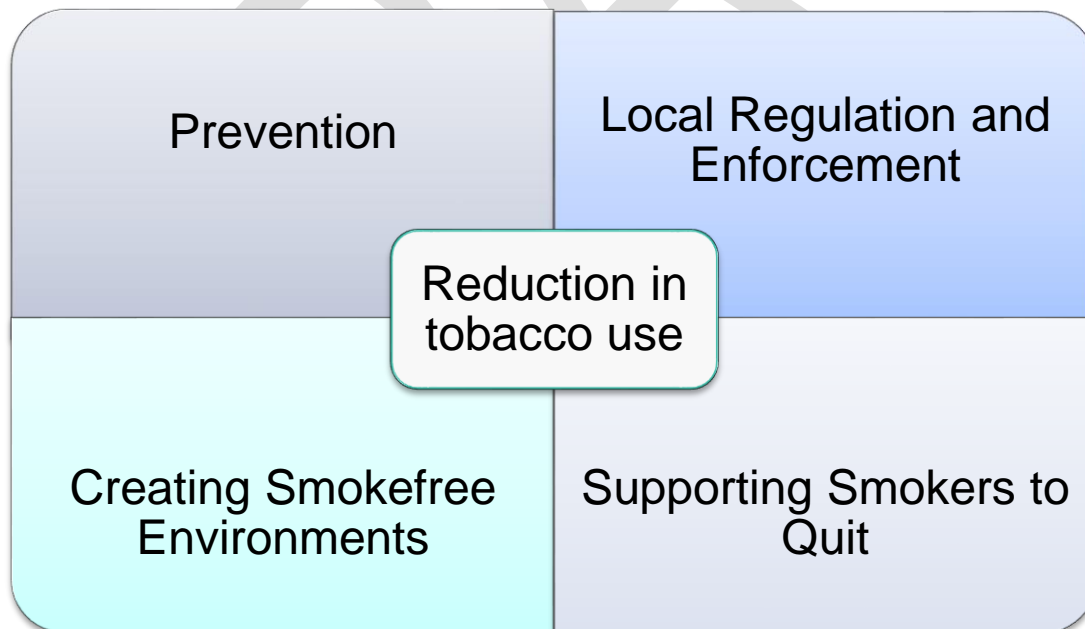 Prevention
Local Regulation and
Enforcement
Reduction in
tobacco use
Creating Smokefree
Environments
Supporting Smokers to
Quit